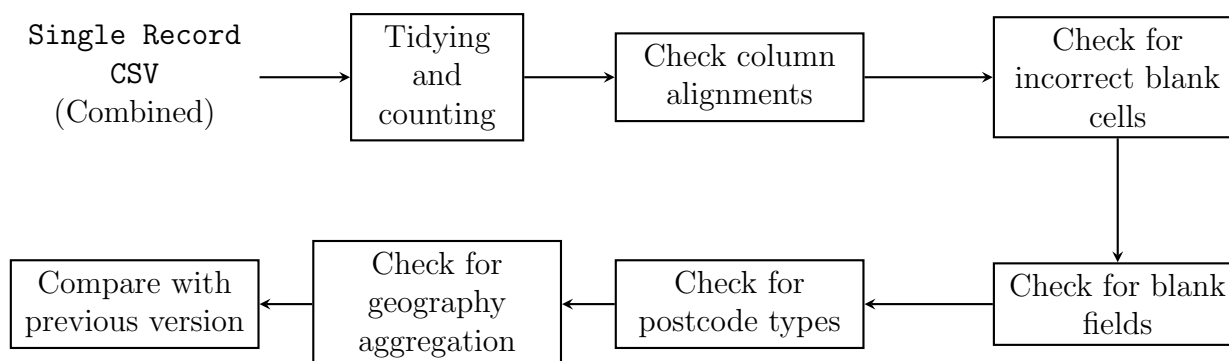 Single Record
CSV
(Combined)
Tidying
and
counting
Check column
alignments
Check for
incorrect blank
cells
Check for blank
fields
Check for
postcode types
Check for
geography
aggregation
Compare with
previous version